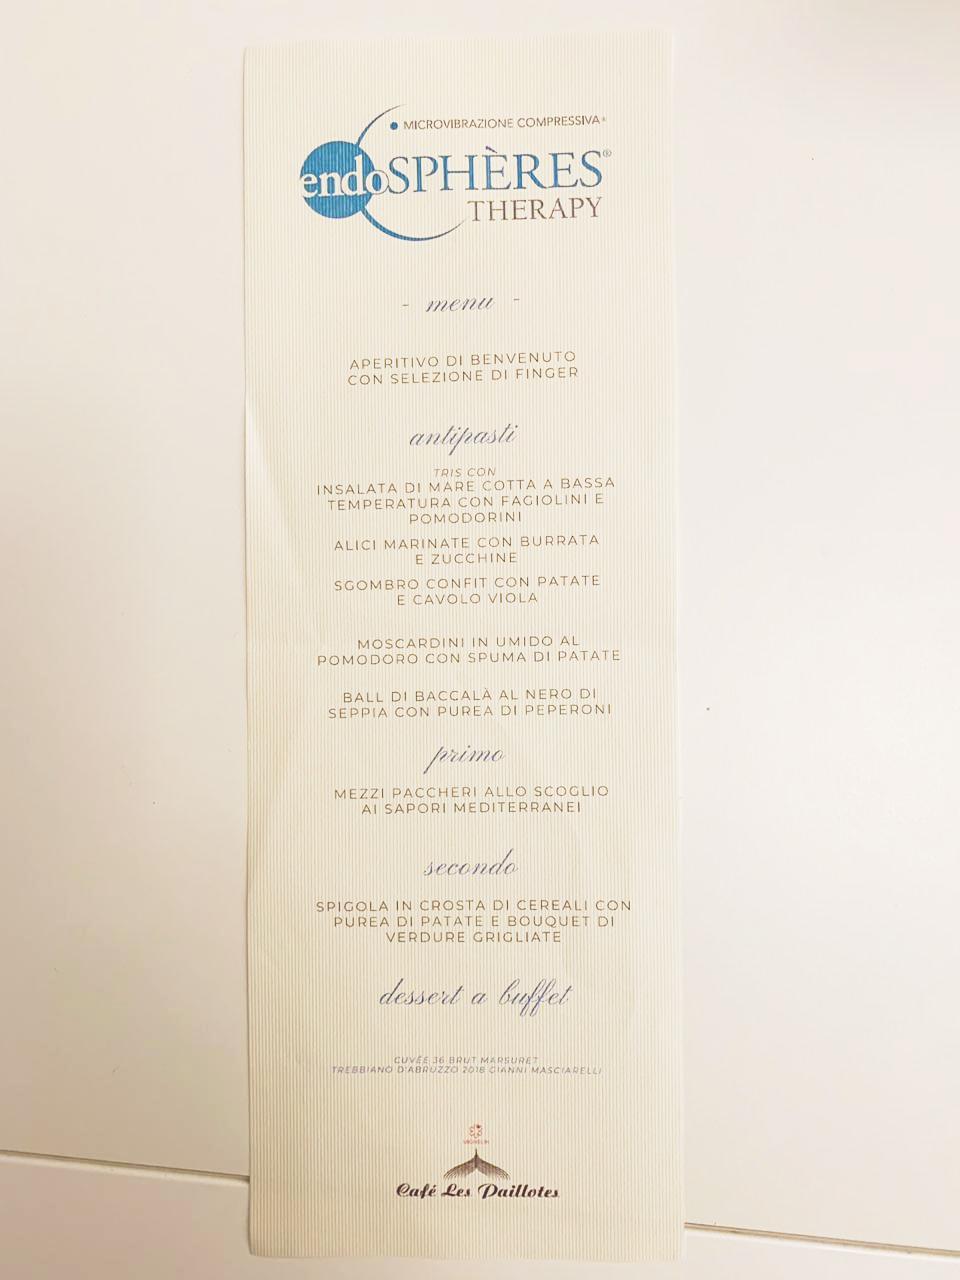 MICROVIBRAZIONE COMPRESSIVA®
endoSPHÈRES®
THERAPY
- menu -
APERITIVO DI BENVENUTO
CON SELEZIONE DI FINGER
antipasti
TRIS CON
INSALATA DI MARE COTTA A BASSA
TEMPERATURA CON FAGIOLINI E
POMODORINI
ALICI MARINATE CON BURRATA
E ZUCCHINE
SGOMBRO CONFIT CON PATATE
E CAVOLO VIOLA
MOSCARDINI IN UMIDO AL
POMODORO CON SPUMA DI PATATE
BALL DI BACCALÀ AL NERO DI
SEPPIA CON PUREA DI PEPERONI
primo
MEZZI PACCHERI ALLO SCOGLIO
AI SAPORI MEDITERRANEI
secondo
SPIGOLA IN CROSTA DI CEREALI CON
PUREA DI PATATE E BOUQUET DI
VERDURE GRIGLIATE
dessert a buffet
CUVÉE 36 BRUT MARSURET
TREBBIANO D'ABRUZZO 2018 GIANNI MASCIARELLI
MICHELIN
Café Les Paillotes